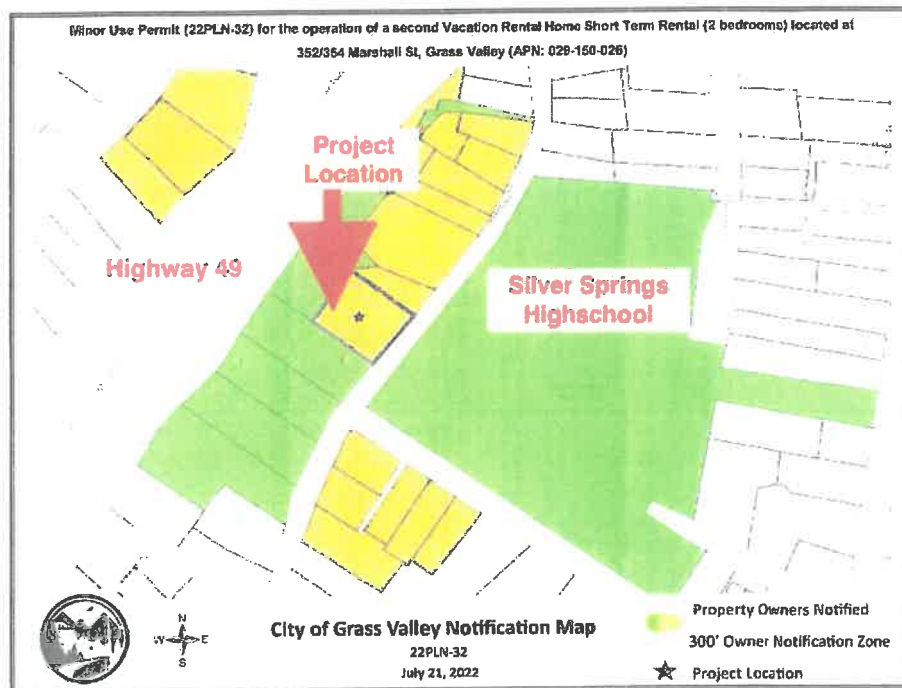 Minor Use Permit (22PLN-32) for the operation of a second Vacation Rental Home Short Term Rental (2 bedrooms) located at
352/354 Marshall St, Grass Valley (APN: 029-150-026)
Project
Location
Highway 49
Silver Springs
Highschool
N
W E
S
City of Grass Valley Notification Map
22PLN-32
July 21, 2022
Property Owners Notified
300' Owner Notification Zone
Project Location